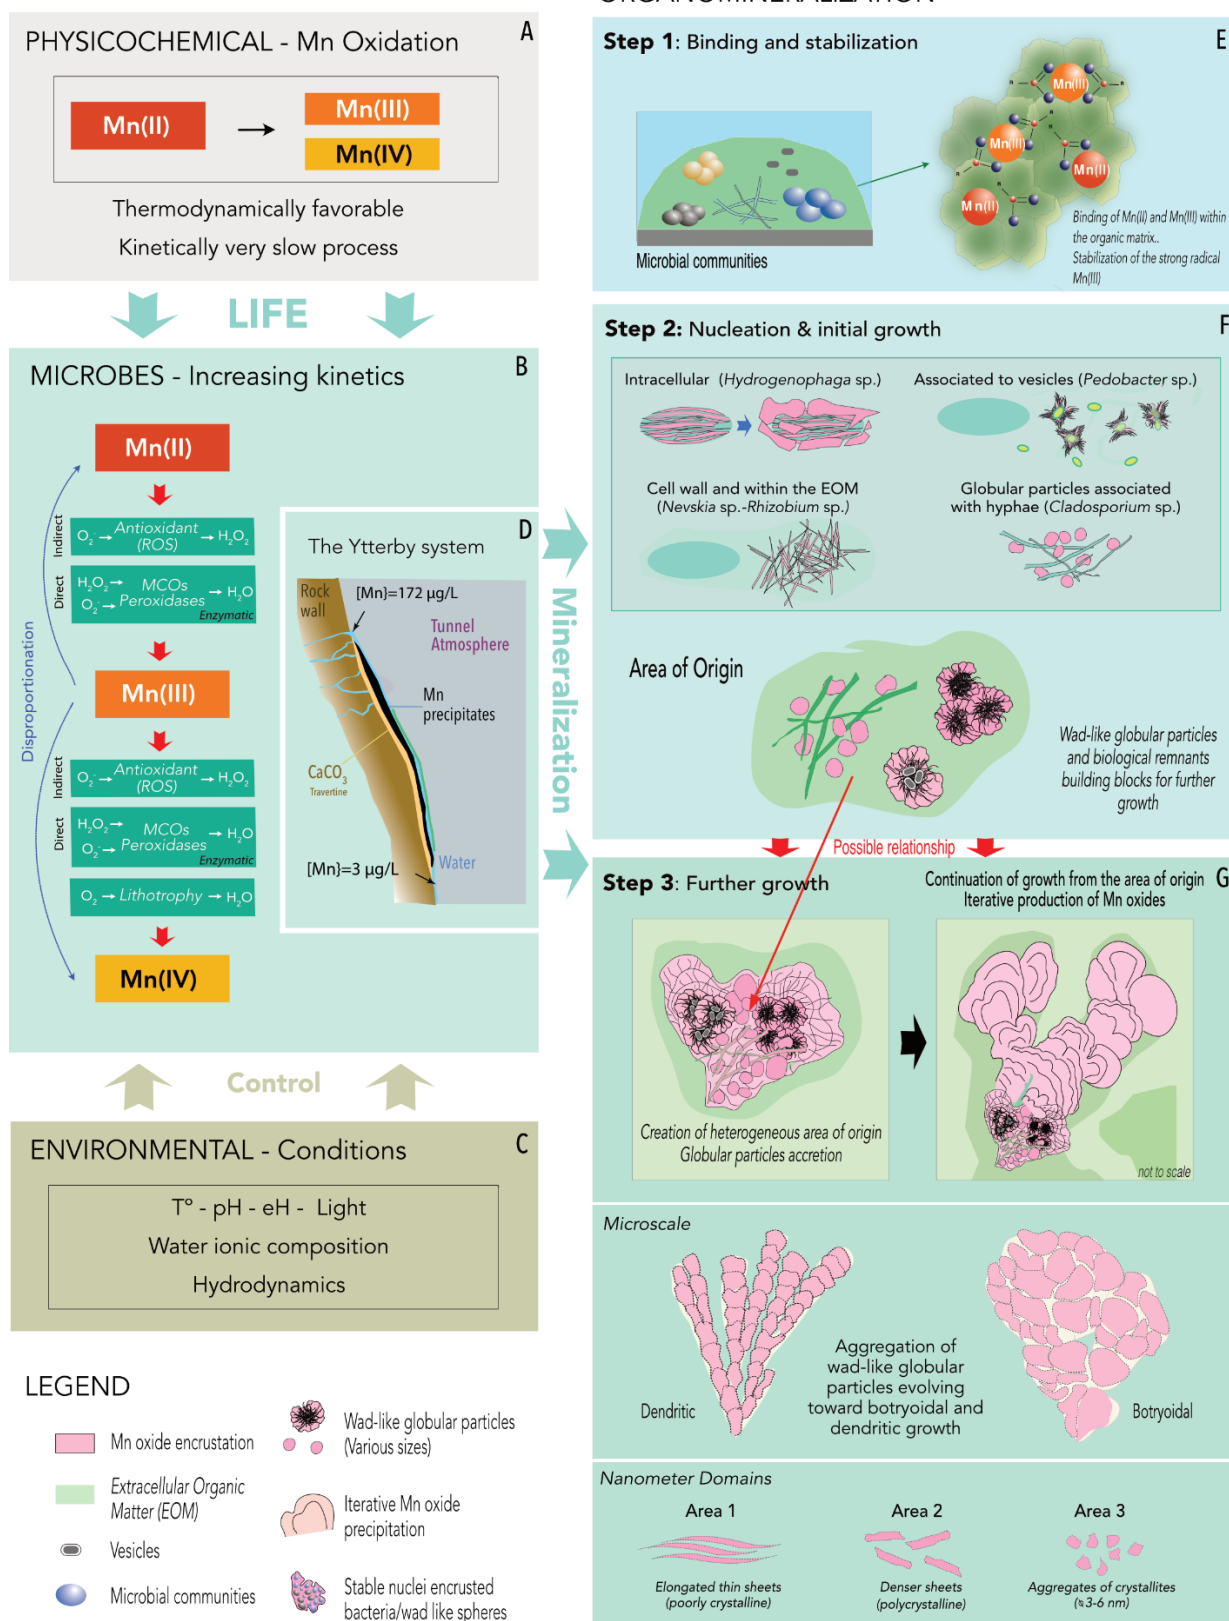 ORGANOMINERALIZATION
PHYSICOCHEMICAL - Mn Oxidation
A
Mn(II)
Mn(III)
Mn(IV)
Thermodynamically favorable
Kinetically very slow process
LIFE
MICROBES - Increasing kinetics
B
Mn(II)
Indirect
O₂⁻ → Antioxidant (ROS) → H₂O₂
Direct
H₂O₂ → MCOs → H₂O
O₂⁻ → Peroxidases
Enzymatic
Disproportionation
Mn(III)
Indirect
O₂⁻ → Antioxidant (ROS) → H₂O₂
Direct
H₂O₂ → MCOs → H₂O
O₂⁻ → Peroxidases
Enzymatic
O₂ → Lithotrophy → H₂O
Mn(IV)
The Ytterby system
D
Rock
wall
[Mn}=172 µg/L
Tunnel
Atmosphere
Mn
precipitates
CaCO₃
Travertine
Water
[Mn}=3 µg/L
Mineralization
Control
ENVIRONMENTAL - Conditions
C
T° - pH - eH - Light
Water ionic composition
Hydrodynamics
LEGEND
Mn oxide encrustation
Extracellular Organic
Matter (EOM)
Vesicles
Microbial communities
Wad-like globular particles
(Various sizes)
Iterative Mn oxide
precipitation
Stable nuclei encrusted
bacteria/wad like spheres
Step 1: Binding and stabilization
E
Microbial communities
Mn(III)
Mn(III)
Mn(II)
Mn(II)
R
R
R
R
R
Binding of Mn(II) and Mn(III) within
the organic matrix..
Stabilization of the strong radical
Mn(III)
Step 2: Nucleation & initial growth
F
Intracellular (Hydrogenophaga sp.)
Associated to vesicles (Pedobacter sp.)
Cell wall and within the EOM
(Nevskia sp.-Rhizobium sp.)
Globular particles associated
with hyphae (Cladosporium sp.)
Area of Origin
Wad-like globular particles
and biological remnants
building blocks for further
growth
Possible relationship
Step 3: Further growth
G
Continuation of growth from the area of origin
Iterative production of Mn oxides
Creation of heterogeneous area of origin
Globular particles accretion
not to scale
Microscale
Dendritic
Aggregation of
wad-like globular
particles evolving
toward botryoidal and
dendritic growth
Botryoidal
Nanometer Domains
Area 1
Elongated thin sheets
(poorly crystalline)
Area 2
Denser sheets
(polycrystalline)
Area 3
Aggregates of crystallites
(≈3-6 nm)